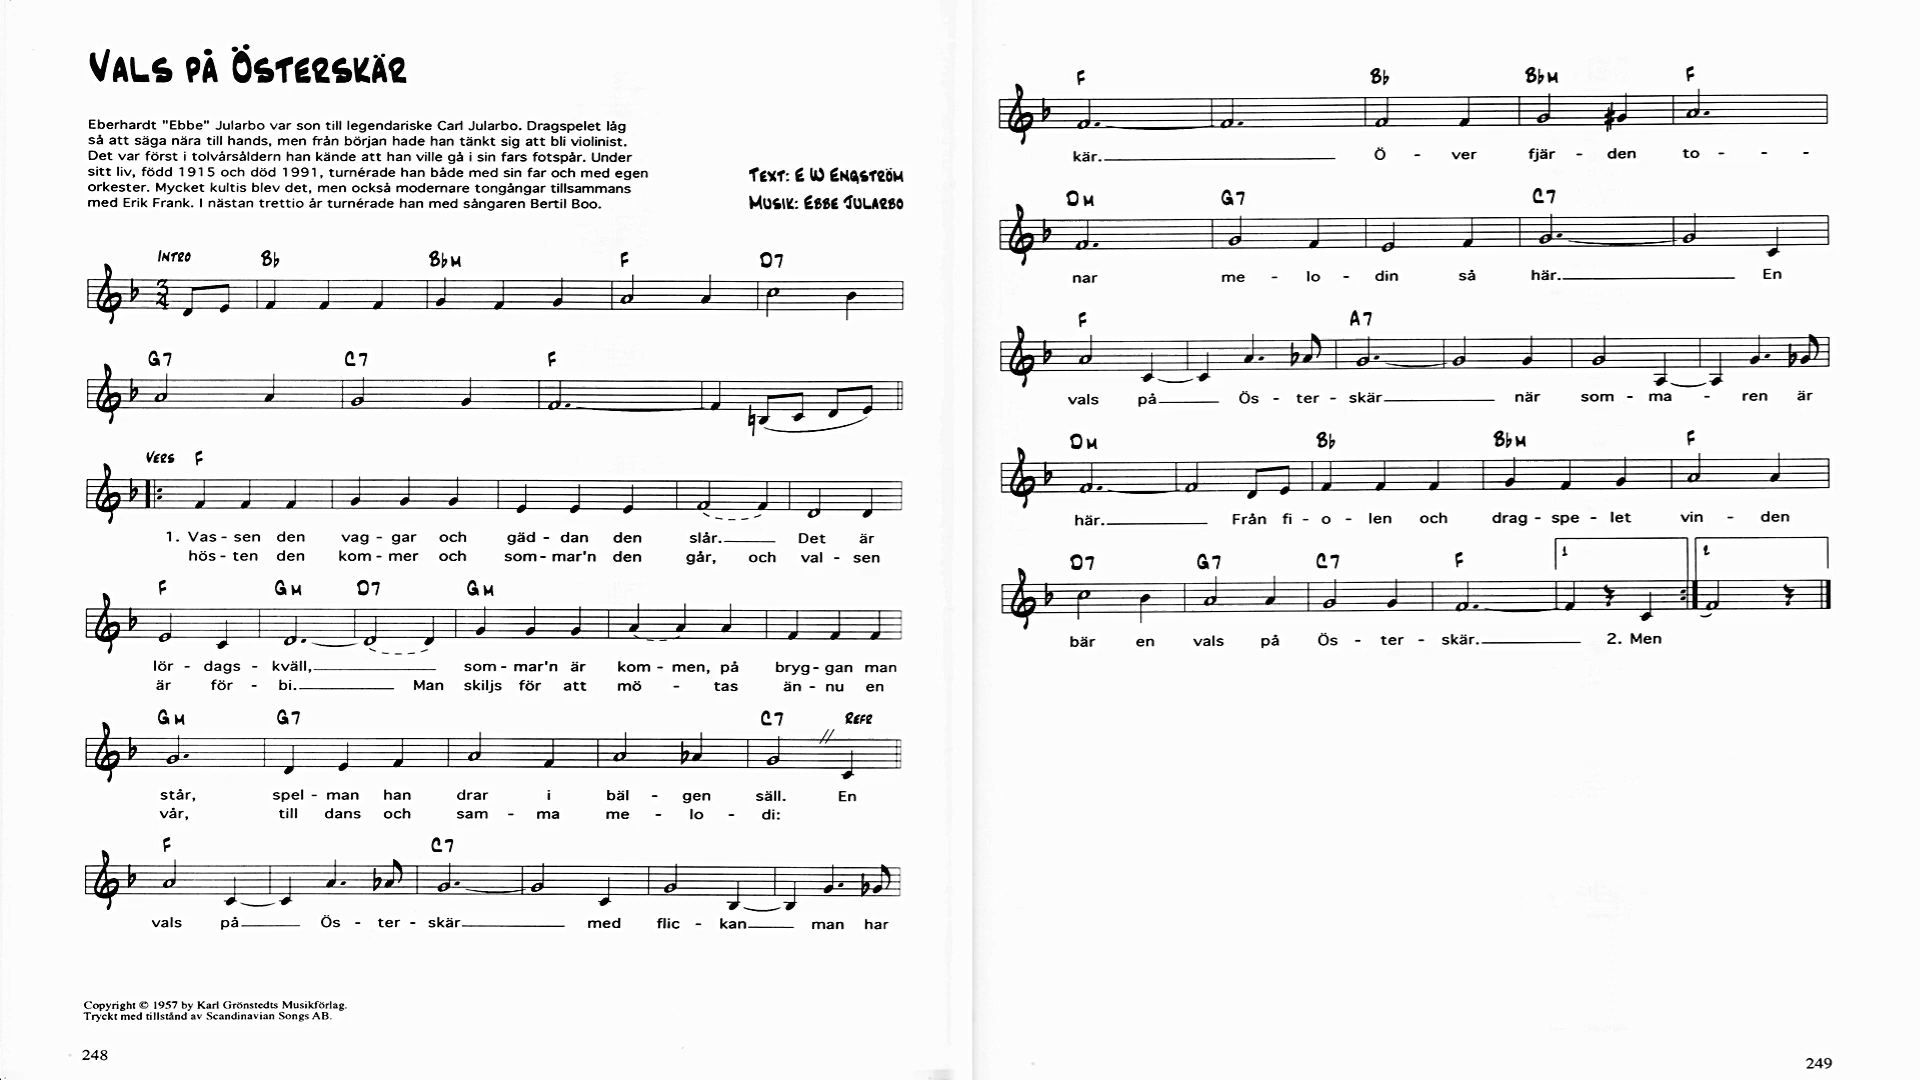 VALS PÅ ÖSTERSKÄR
Eberhardt "Ebbe" Jularbo var son till legendariske Carl Jularbo. Dragspelet låg
så att säga nära till hands, men från början hade han tänkt sig att bli violinist.
Det var först i tolvårsåldern han kände att han ville gå i sin fars fotspår. Under
sitt liv, född 1915 och död 1991, turnérade han både med sin far och med egen
orkester. Mycket kultis blev det, men också modernare tongångar tillsammans
med Erik Frank. I nästan trettio år turnérade han med sångaren Bertil Boo.
TEXT: E W ENGSTRÖM
MUSIK: EBBE JULARBO
INTRO B♭ B♭M F D7
3/4
G7 C7 F
VERS F
1. Vas - sen den vag - gar och gäd - dan den slår. Det är
hös - ten den kom - mer och som - mar'n den går, och val - sen
F GM D7 GM
lör - dags - kväll, som - mar'n är kom - men, på bryg - gan man
är för - bi. Man skiljs för att mö - tas än - nu en
GM G7 C7 REFR
står, spel - man han drar i bäl - gen säll. En
vår, till dans och sam - ma me - lo - di:
F C7
vals på Ös - ter - skär med flic - kan man har
Copyright © 1957 by Karl Grönstedts Musikförlag.
Tryckt med tillstånd av Scandinavian Songs AB.
248
F B♭ B♭M F
kär. Ö - ver fjär - den to - - -
DM G7 C7
nar me - lo - din så här. En
F A7
vals på Ös - ter - skär när som - ma - ren är
DM B♭ B♭M F
här. Från fi - o - len och drag - spe - let vin - den
D7 G7 C7 F 1 2
bär en vals på Ös - ter - skär. 2. Men
249